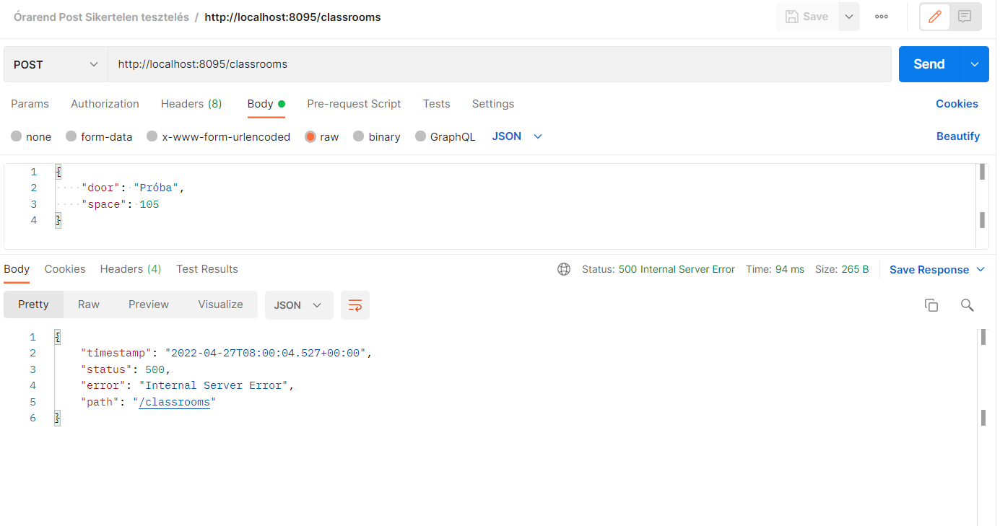 Órarend Post Sikertelen tesztelés / http://localhost:8095/classrooms
Save
POST
http://localhost:8095/classrooms
Send
Params Authorization Headers (8) Body Pre-request Script Tests Settings Cookies
none form-data x-www-form-urlencoded raw binary GraphQL JSON Beautify
1 {
2 ····"door":·"Próba",
3 ····"space":·105
4 }
Body Cookies Headers (4) Test Results Status: 500 Internal Server Error Time: 94 ms Size: 265 B Save Response
Pretty Raw Preview Visualize JSON
1 {
2 "timestamp": "2022-04-27T08:00:04.527+00:00",
3 "status": 500,
4 "error": "Internal Server Error",
5 "path": "/classrooms"
6 }